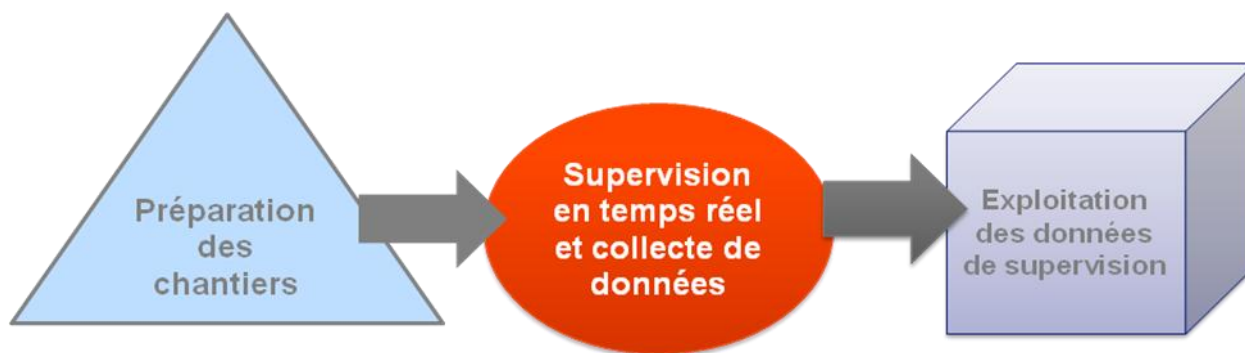 Préparation
des
chantiers
Supervision
en temps réel
et collecte de
données
Exploitation
des données
de supervision